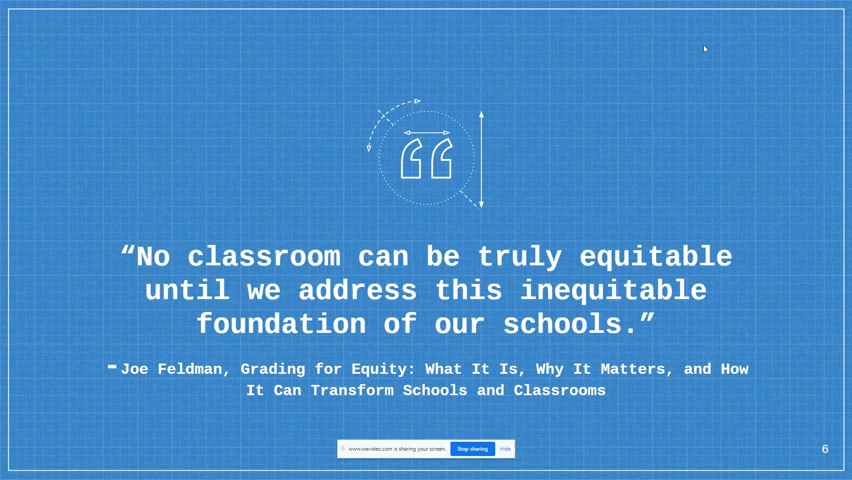 “No classroom can be truly equitable
until we address this inequitable
foundation of our schools.”
-Joe Feldman, Grading for Equity: What It Is, Why It Matters, and How
It Can Transform Schools and Classrooms
www.wevideo.com is sharing your screen. Stop sharing Hide
6